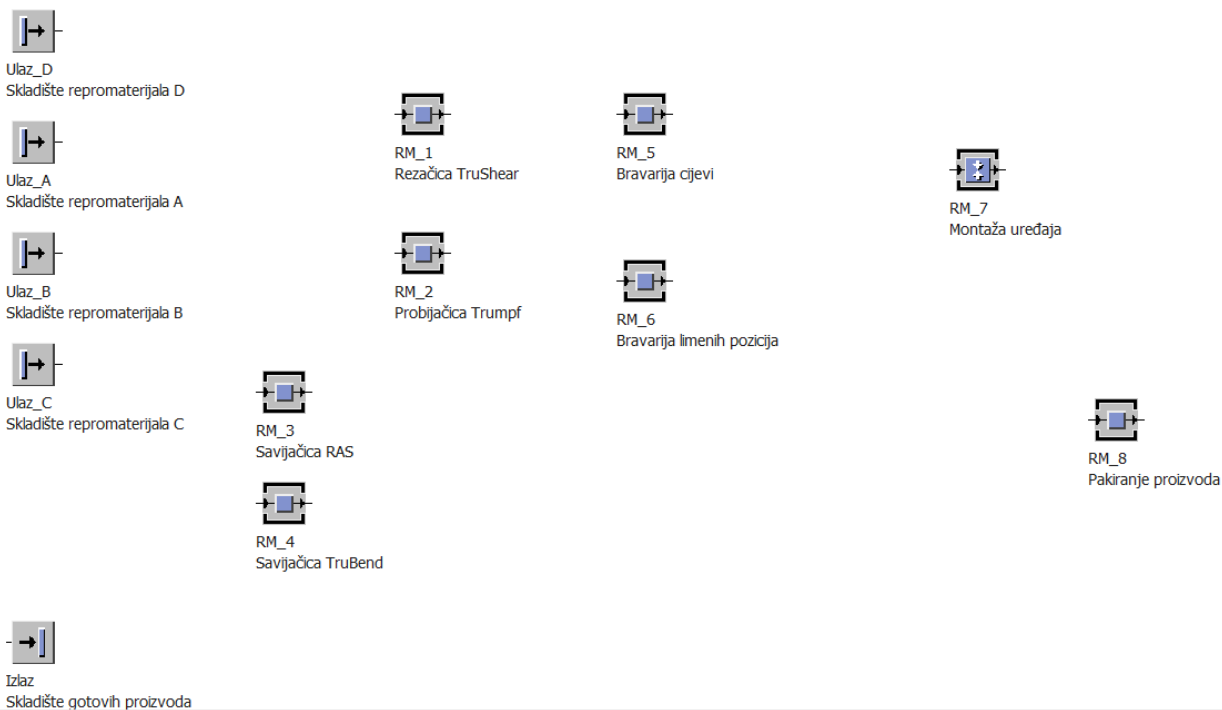 Ulaz_D
Skladište repromaterijala D
Ulaz_A
Skladište repromaterijala A
Ulaz_B
Skladište repromaterijala B
Ulaz_C
Skladište repromaterijala C
RM_1
Rezačica TruShear
RM_2
Probijačica Trumpf
RM_3
Savijačica RAS
RM_4
Savijačica TruBend
RM_5
Bravarija cijevi
RM_6
Bravarija limenih pozicija
RM_7
Montaža uređaja
RM_8
Pakiranje proizvoda
Izlaz
Skladište gotovih proizvoda